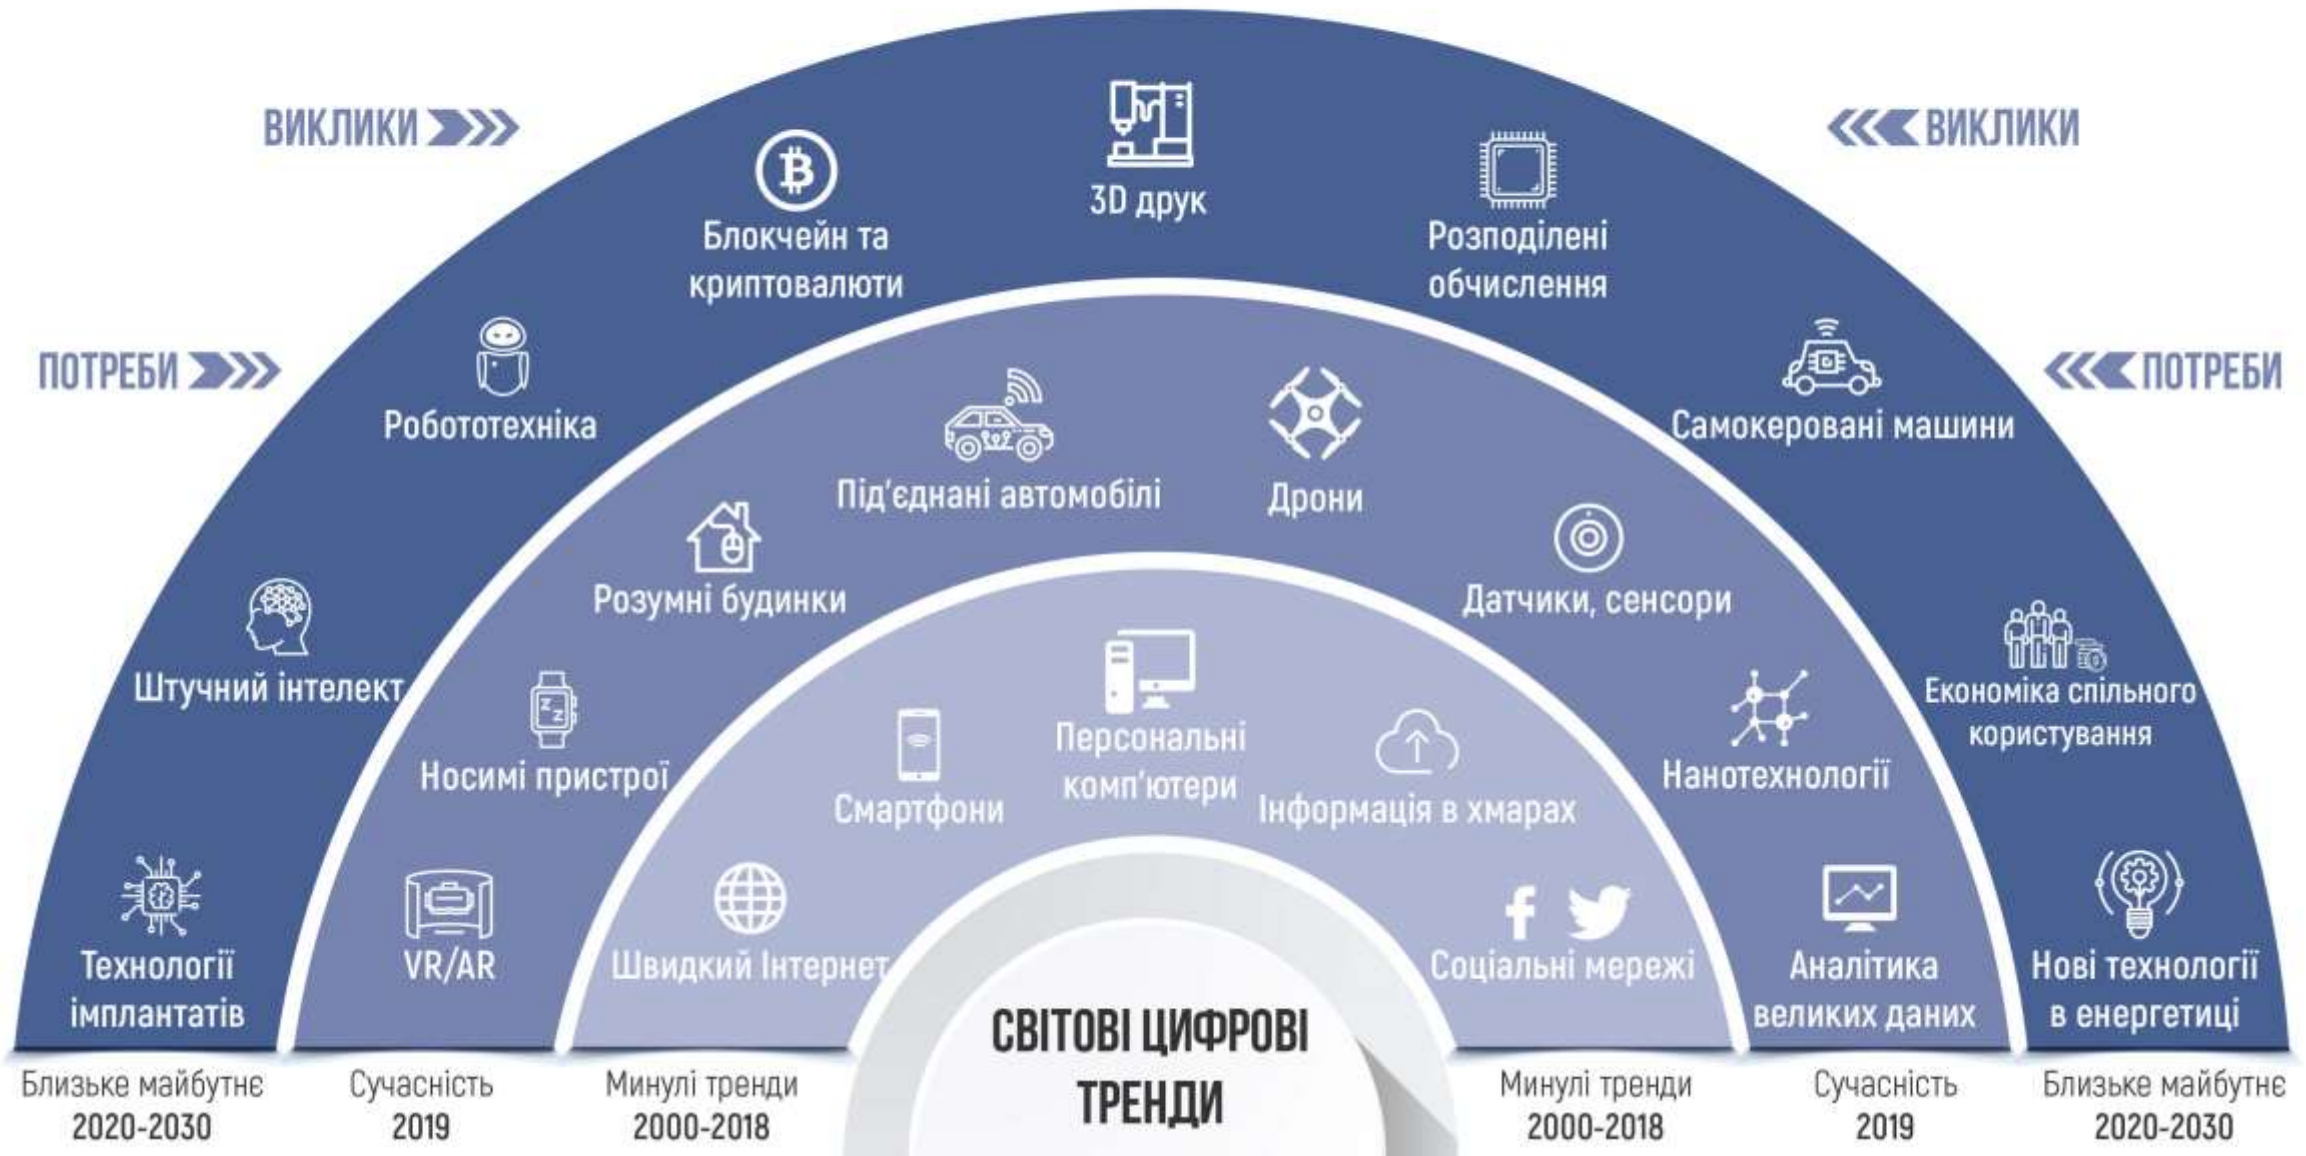 ВИКЛИКИ
ВИКЛИКИ
ПОТРЕБИ
ПОТРЕБИ
Технології
імплантатів
Штучний інтелект
Робототехніка
Блокчейн та
криптовалюти
3D друк
Розподілені
обчислення
Самокеровані машини
Економіка спільного
користування
Нові технології
в енергетиці
VR/AR
Носимі пристрої
Розумні будинки
Під'єднані автомобілі
Дрони
Датчики, сенсори
Нанотехнології
Аналітика
великих даних
Швидкий Інтернет
Смартфони
Персональні
комп'ютери
Інформація в хмарах
Соціальні мережі
СВІТОВІ ЦИФРОВІ
ТРЕНДИ
Близьке майбутнє
2020-2030
Сучасність
2019
Минулі тренди
2000-2018
Минулі тренди
2000-2018
Сучасність
2019
Близьке майбутнє
2020-2030